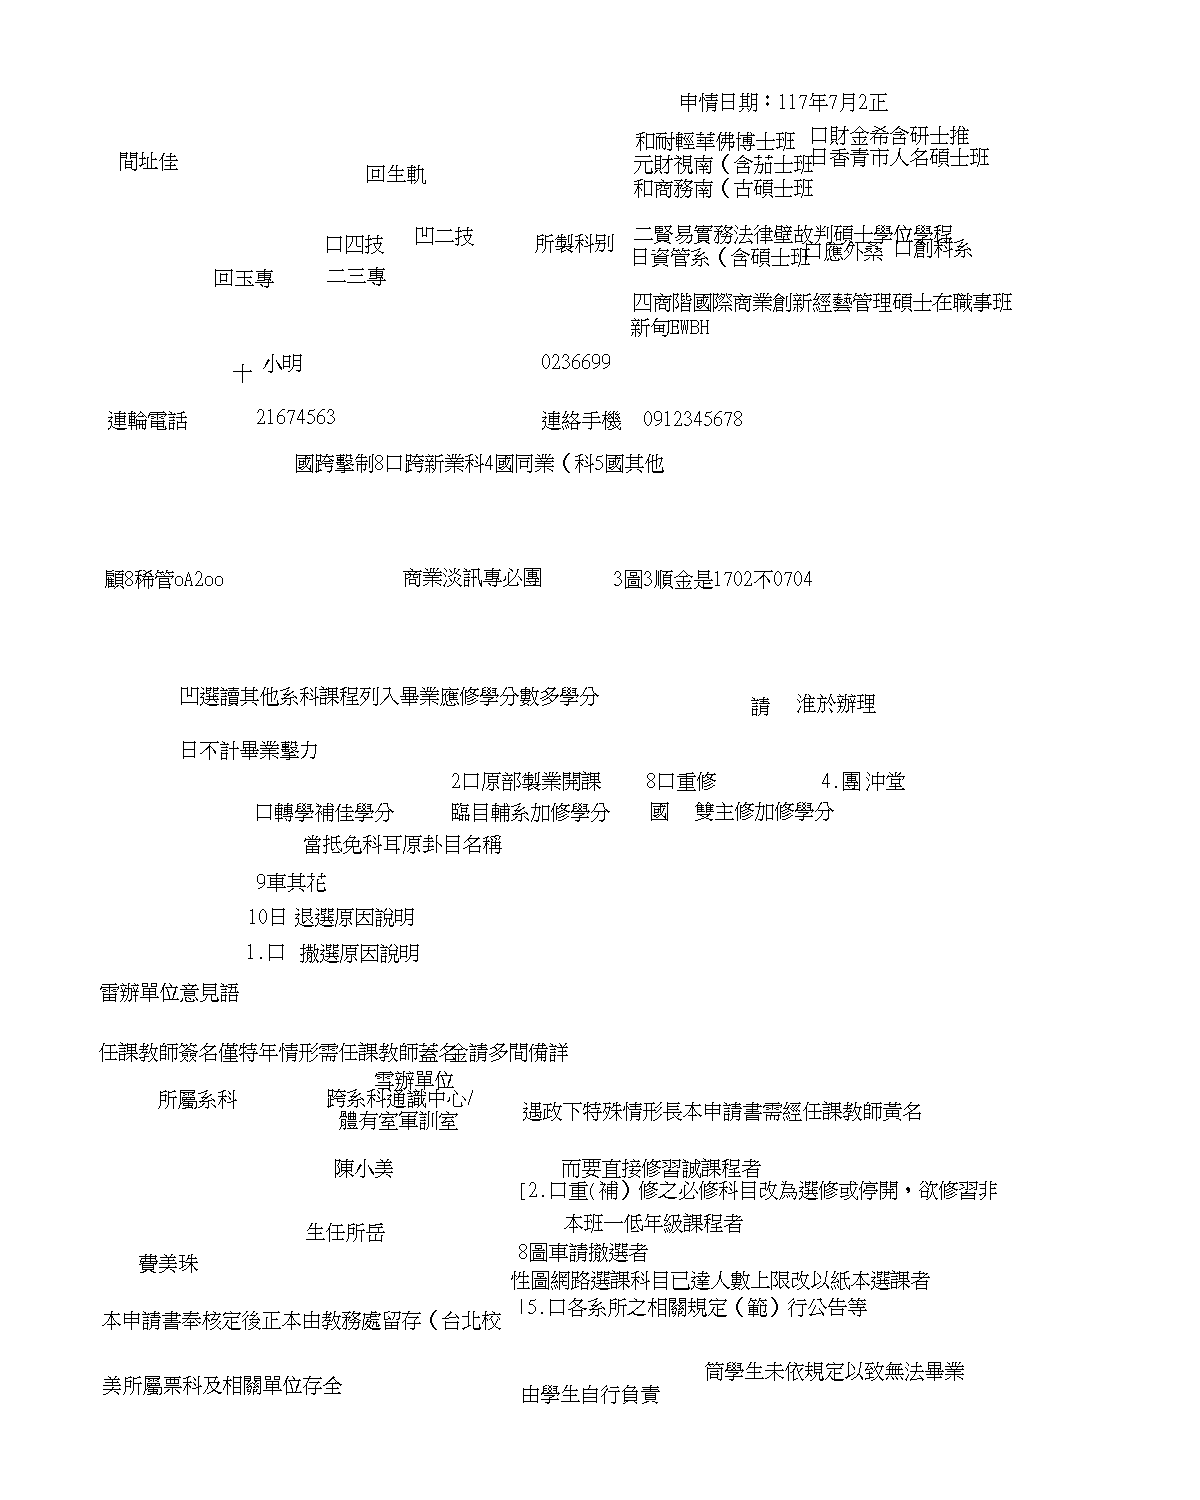 申情日期：117年7月2正
和耐輕華佛博士班 口財金希含研士推
間址佳
元財視南（含茄士班 日香青市人名碩士班
回生軌
和商務南（古碩士班
口四技 凹二技 所製科別 二賢易實務法律壁故判碩士學位學程
日資管系（含碩士班 口應外桑 口創科系
回玉專 二三專
四商階國際商業創新經藝管理碩士在職事班
新甸EWBH
十 小明 0236699
連輪電話 21674563 連絡手機 0912345678
國跨擊制8口跨新業科4國同業（科5國其他
顧8稀管oA2oo 商業淡訊專必團 3圖3順金是1702不0704
凹選讀其他系科課程列入畢業應修學分數多學分 請 淮於辦理
日不計畢業擊力
2口原部製業開課 8口重修 4.團沖堂
口轉學補佳學分 臨目輔系加修學分 國 雙主修加修學分
當抵免科耳原卦目名稱
9車其花
10日 退選原因說明
1.口 撤選原因說明
雷辦單位意見語
任課教師簽名僅特年情形需任課教師蓋名金請多間備詳
雪辦單位
所屬系科 跨系科通識中心/
體有室軍訓室
遇政下特殊情形長本申請書需經任課教師黃名
陳小美 而要直接修習誠課程者
[2.口重(補）修之必修科目改為選修或停開，欲修習非
生任所岳 本班一低年級課程者
費美珠 8圖車請撤選者
性圖網路選課科目已達人數上限改以紙本選課者
本申請書奉核定後正本由教務處留存（台北校 |5.口各系所之相關規定（範）行公告等
美所屬票科及相關單位存全 筒學生未依規定以致無法畢業
由學生自行負責